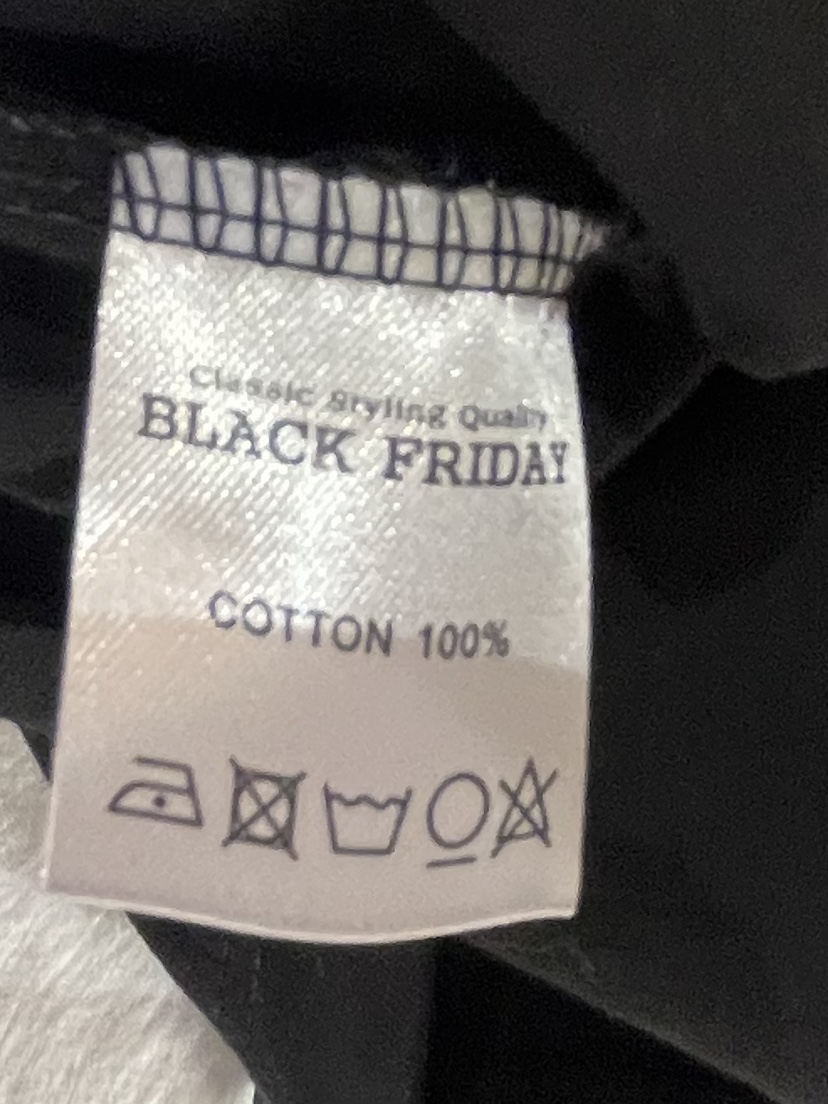 Classic Styling Quality
BLACK FRIDAY
COTTON 100%